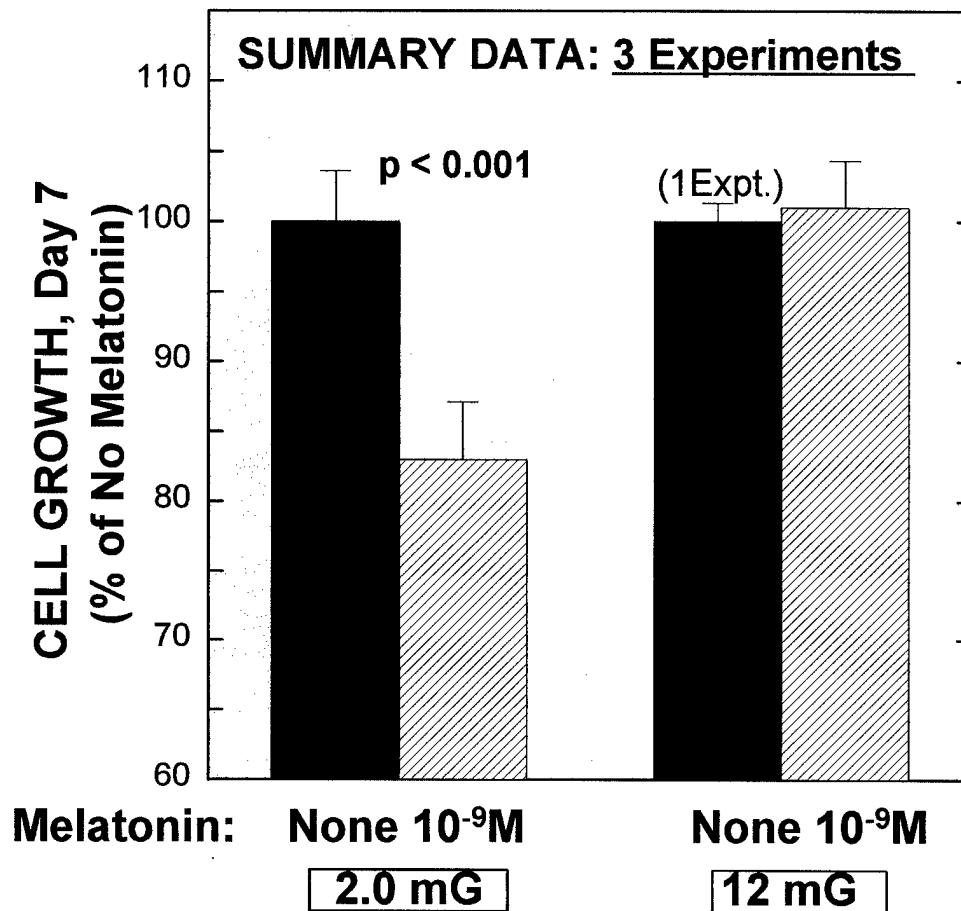 SUMMARY DATA: 3 Experiments
110
p < 0.001
(1Expt.)
100
90
80
70
60
CELL GROWTH, Day 7
(% of No Melatonin)
Melatonin: None 10⁻⁹M None 10⁻⁹M
2.0 mG 12 mG